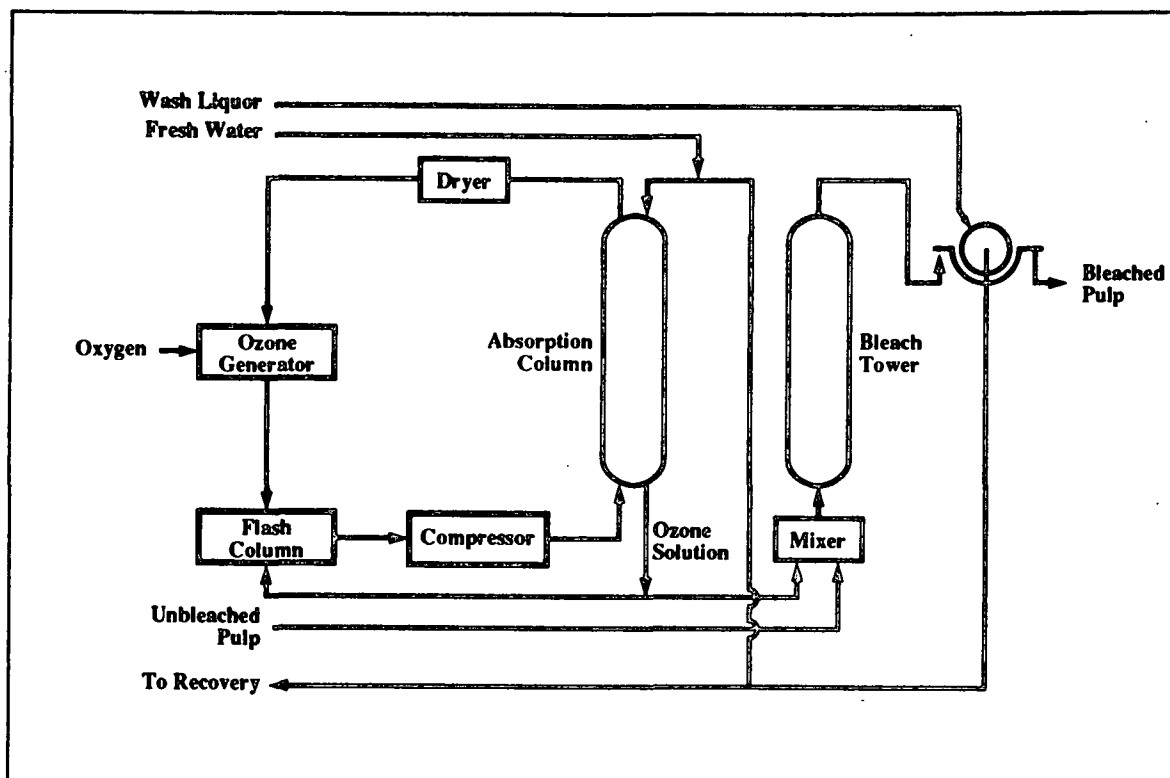 Wash Liquor
Fresh Water
Dryer
Ozone
Generator
Oxygen
Absorption
Column
Bleach
Tower
Bleached
Pulp
Flash
Column
Compressor
Ozone
Solution
Mixer
Unbleached
Pulp
To Recovery